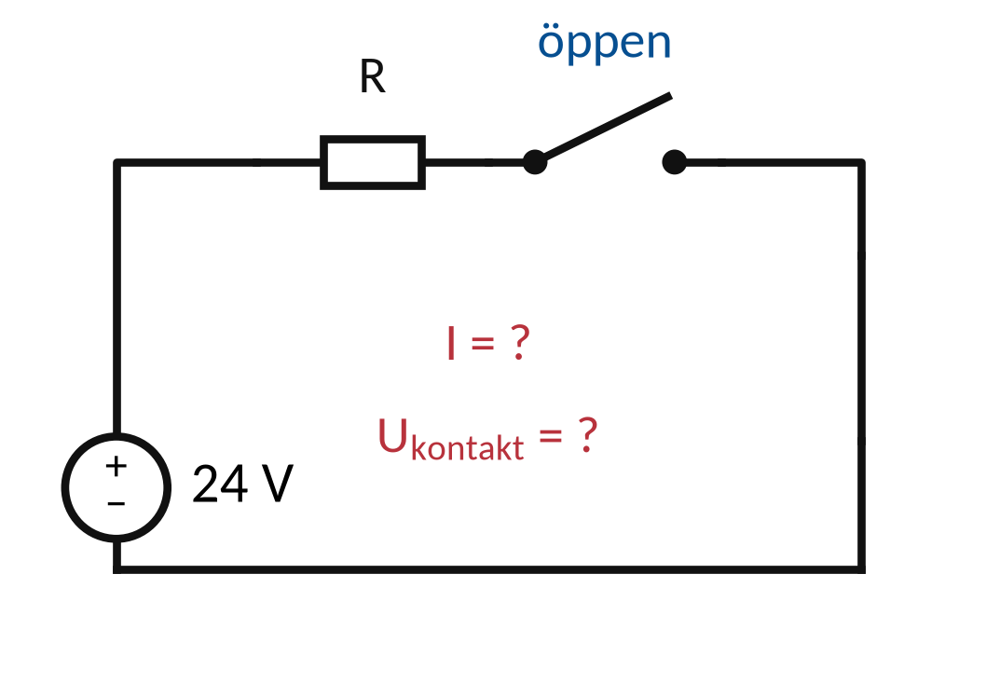 öppen
R
I = ?
Ukontakt = ?
+
−
24 V